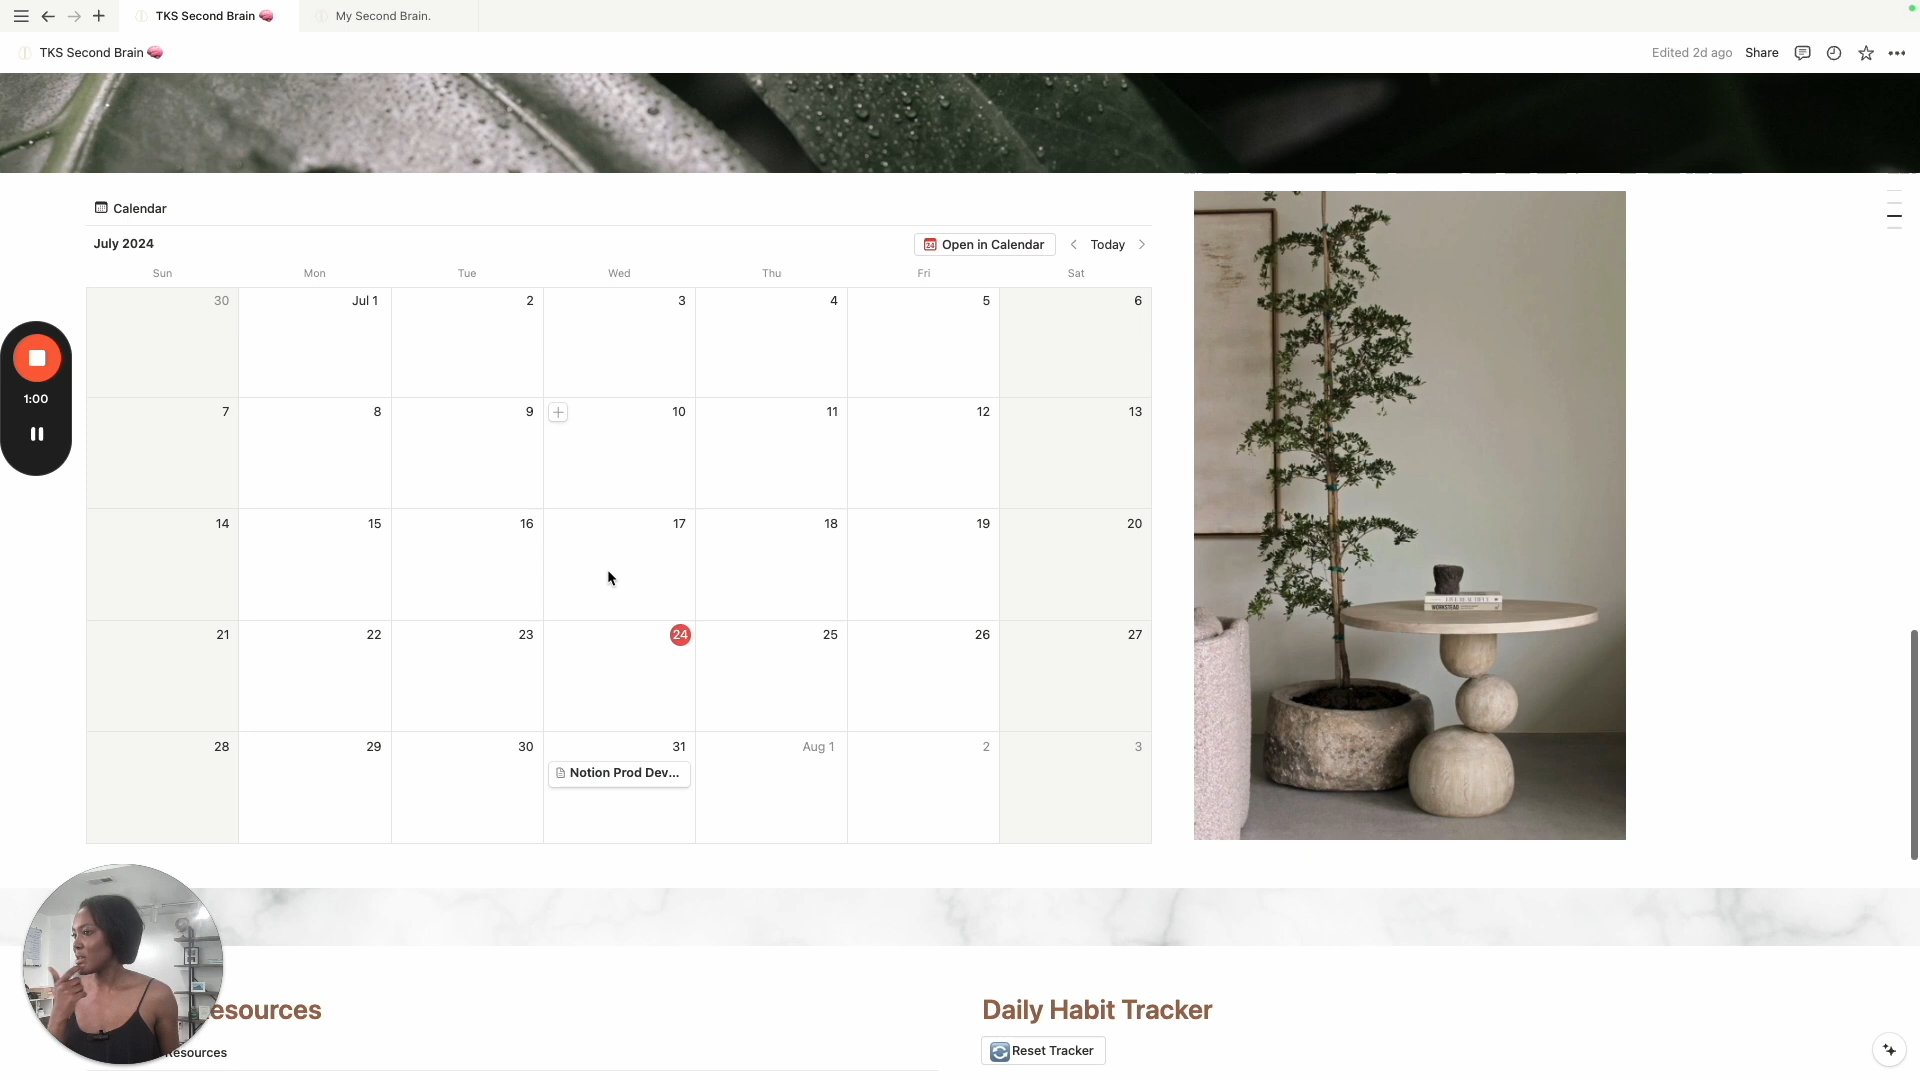 TKS Second Brain 🧠
My Second Brain.
TKS Second Brain 🧠
Edited 2d ago
Share
Calendar
July 2024
24
Open in Calendar
Today
Sun Mon Tue Wed Thu Fri Sat
30 Jul 1 2 3 4 5 6
1:00
7 8 9 10 11 12 13
14 15 16 17 18 19 20
21 22 23 24 25 26 27
28 29 30 31 Aug 1 2 3
Notion Prod Dev...
WORKSTEAD
esources
Daily Habit Tracker
Resources
Reset Tracker